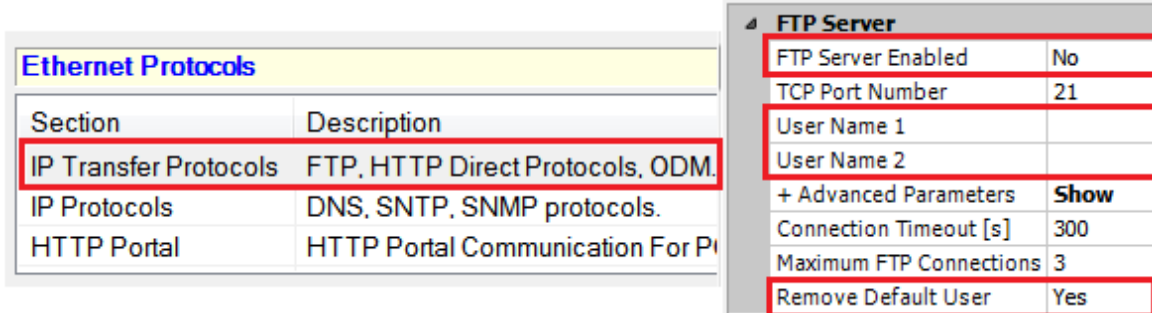 Ethernet Protocols
Section Description
IP Transfer Protocols FTP, HTTP Direct Protocols, ODM.
IP Protocols DNS, SNTP, SNMP protocols.
HTTP Portal HTTP Portal Communication For
FTP Server
FTP Server Enabled No
TCP Port Number 21
User Name 1
User Name 2
+ Advanced Parameters Show
Connection Timeout [s] 300
Maximum FTP Connections 3
Remove Default User Yes